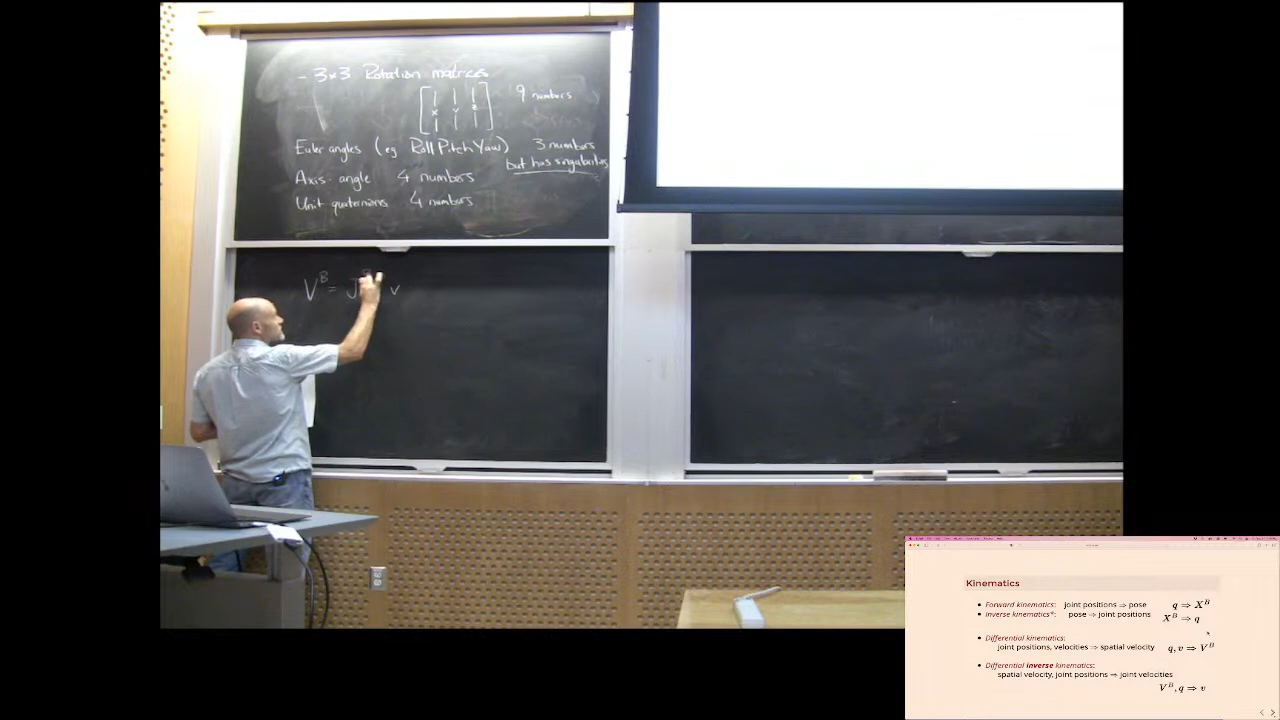 - 3x3 Rotation matrices
[ X Y Z ] 9 numbers
Euler angles (eg Roll Pitch Yaw) 3 numbers
but has singularities
Axis-angle 4 numbers
Unit quaternions 4 numbers
V^B = J^B v
Kinematics
• Forward kinematics: joint positions ⇒ pose q ⇒ X^B
• Inverse kinematics*: pose ⇒ joint positions X^B ⇒ q
• Differential kinematics:
joint positions, velocities ⇒ spatial velocity q, v ⇒ V^B
• Differential inverse kinematics:
spatial velocity, joint positions ⇒ joint velocities
V^B, q ⇒ v